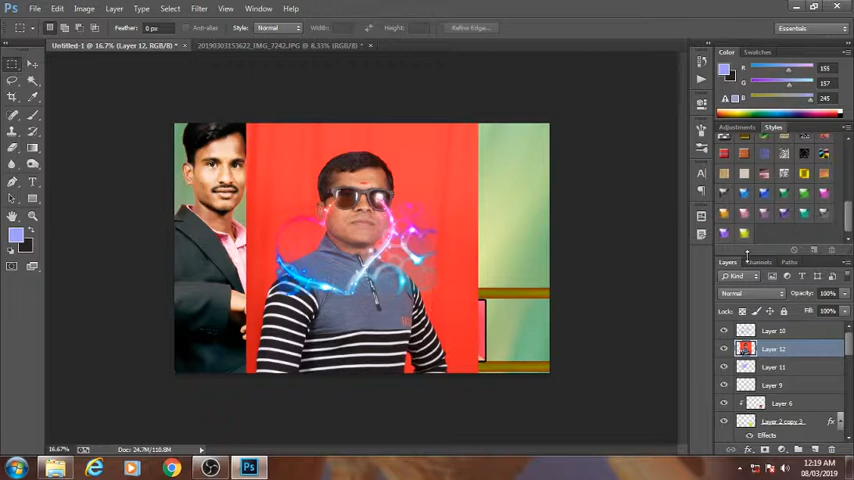 Ps File Edit Image Layer Type Select Filter View Window Help
Feather: 0 px Anti-alias Style: Normal Width: Height: Refine Edge... Essentials
Untitled-1 @ 16.7% (Layer 12, RGB/8) * × 20190303153622_IMG_7242.JPG @ 8.33% (RGB/8) * ×
Color Swatches
R 155
G 157
B 245
Adjustments Styles
Layers Channels Paths
Kind
Normal Opacity: 100%
Lock: Fill: 100%
Layer 10
Layer 12
Layer 11
Layer 9
Layer 6
Layer 2 copy 3 fx
Effects
16.67% Doc: 24.7M/110.8M
12:19 AM
08/03/2019